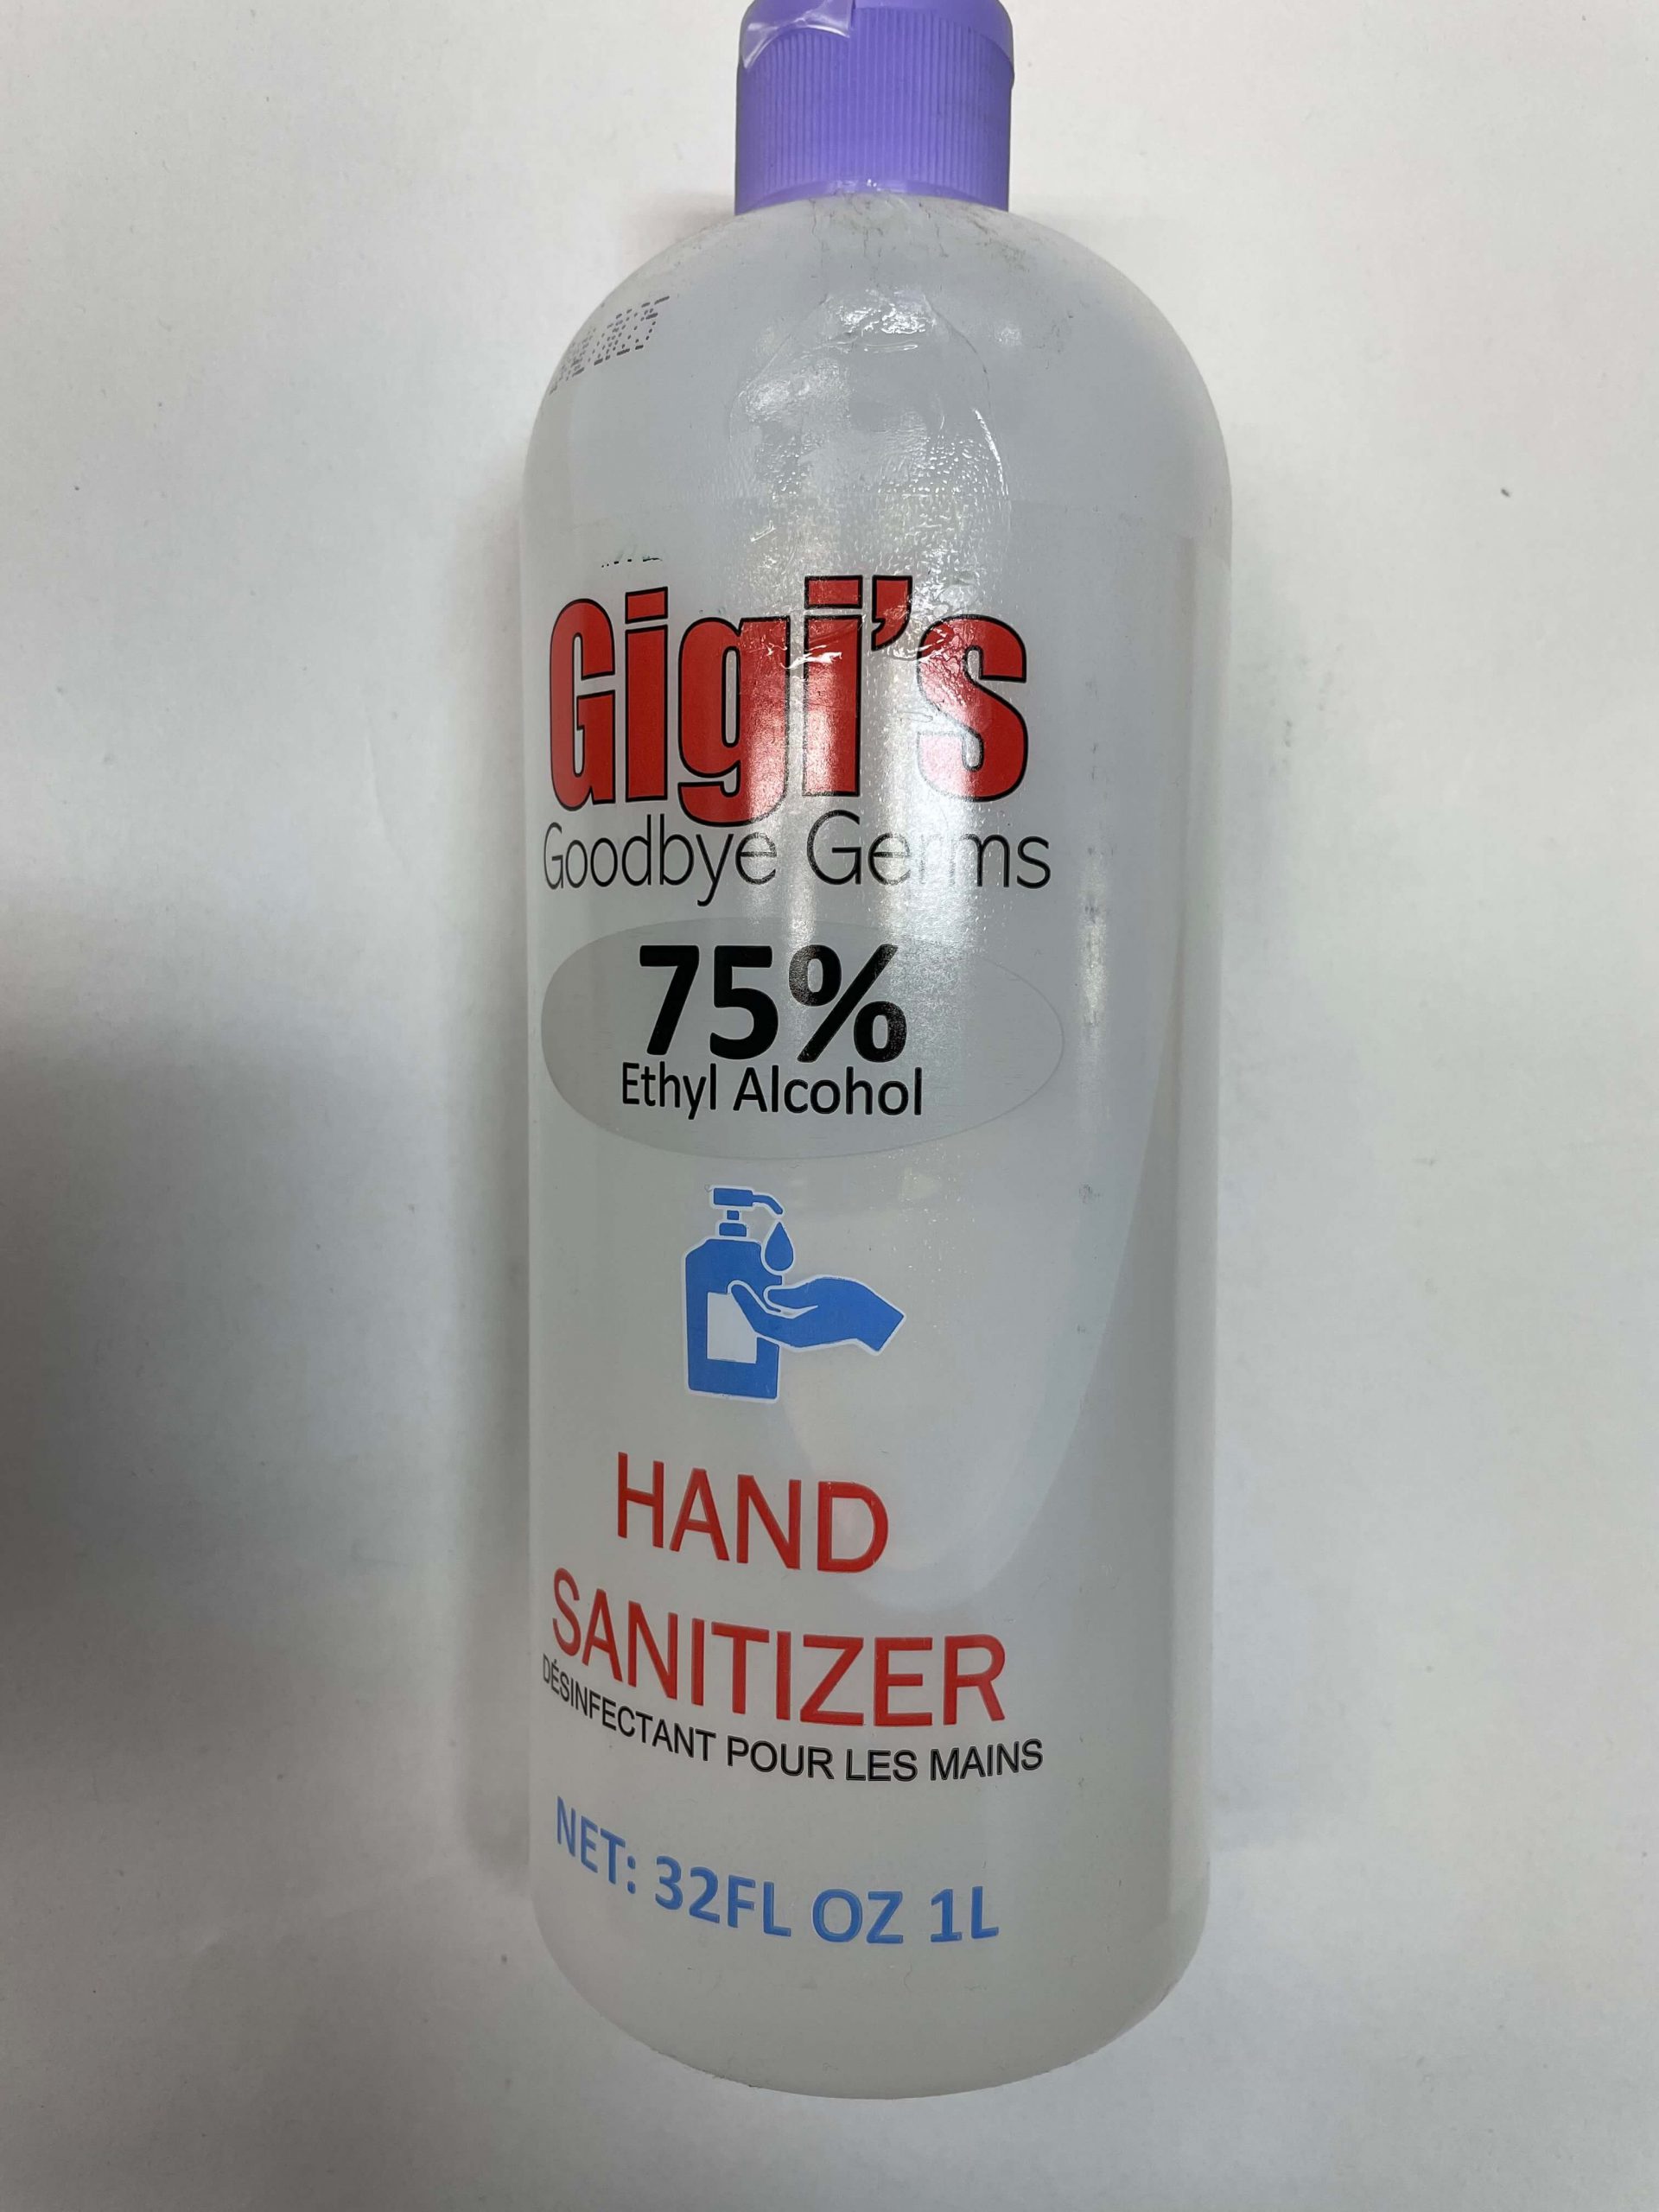 Gigi's
Goodbye Germs
75%
Ethyl Alcohol
HAND
SANITIZER
DÉSINFECTANT POUR LES MAINS
NET: 32FL OZ 1L